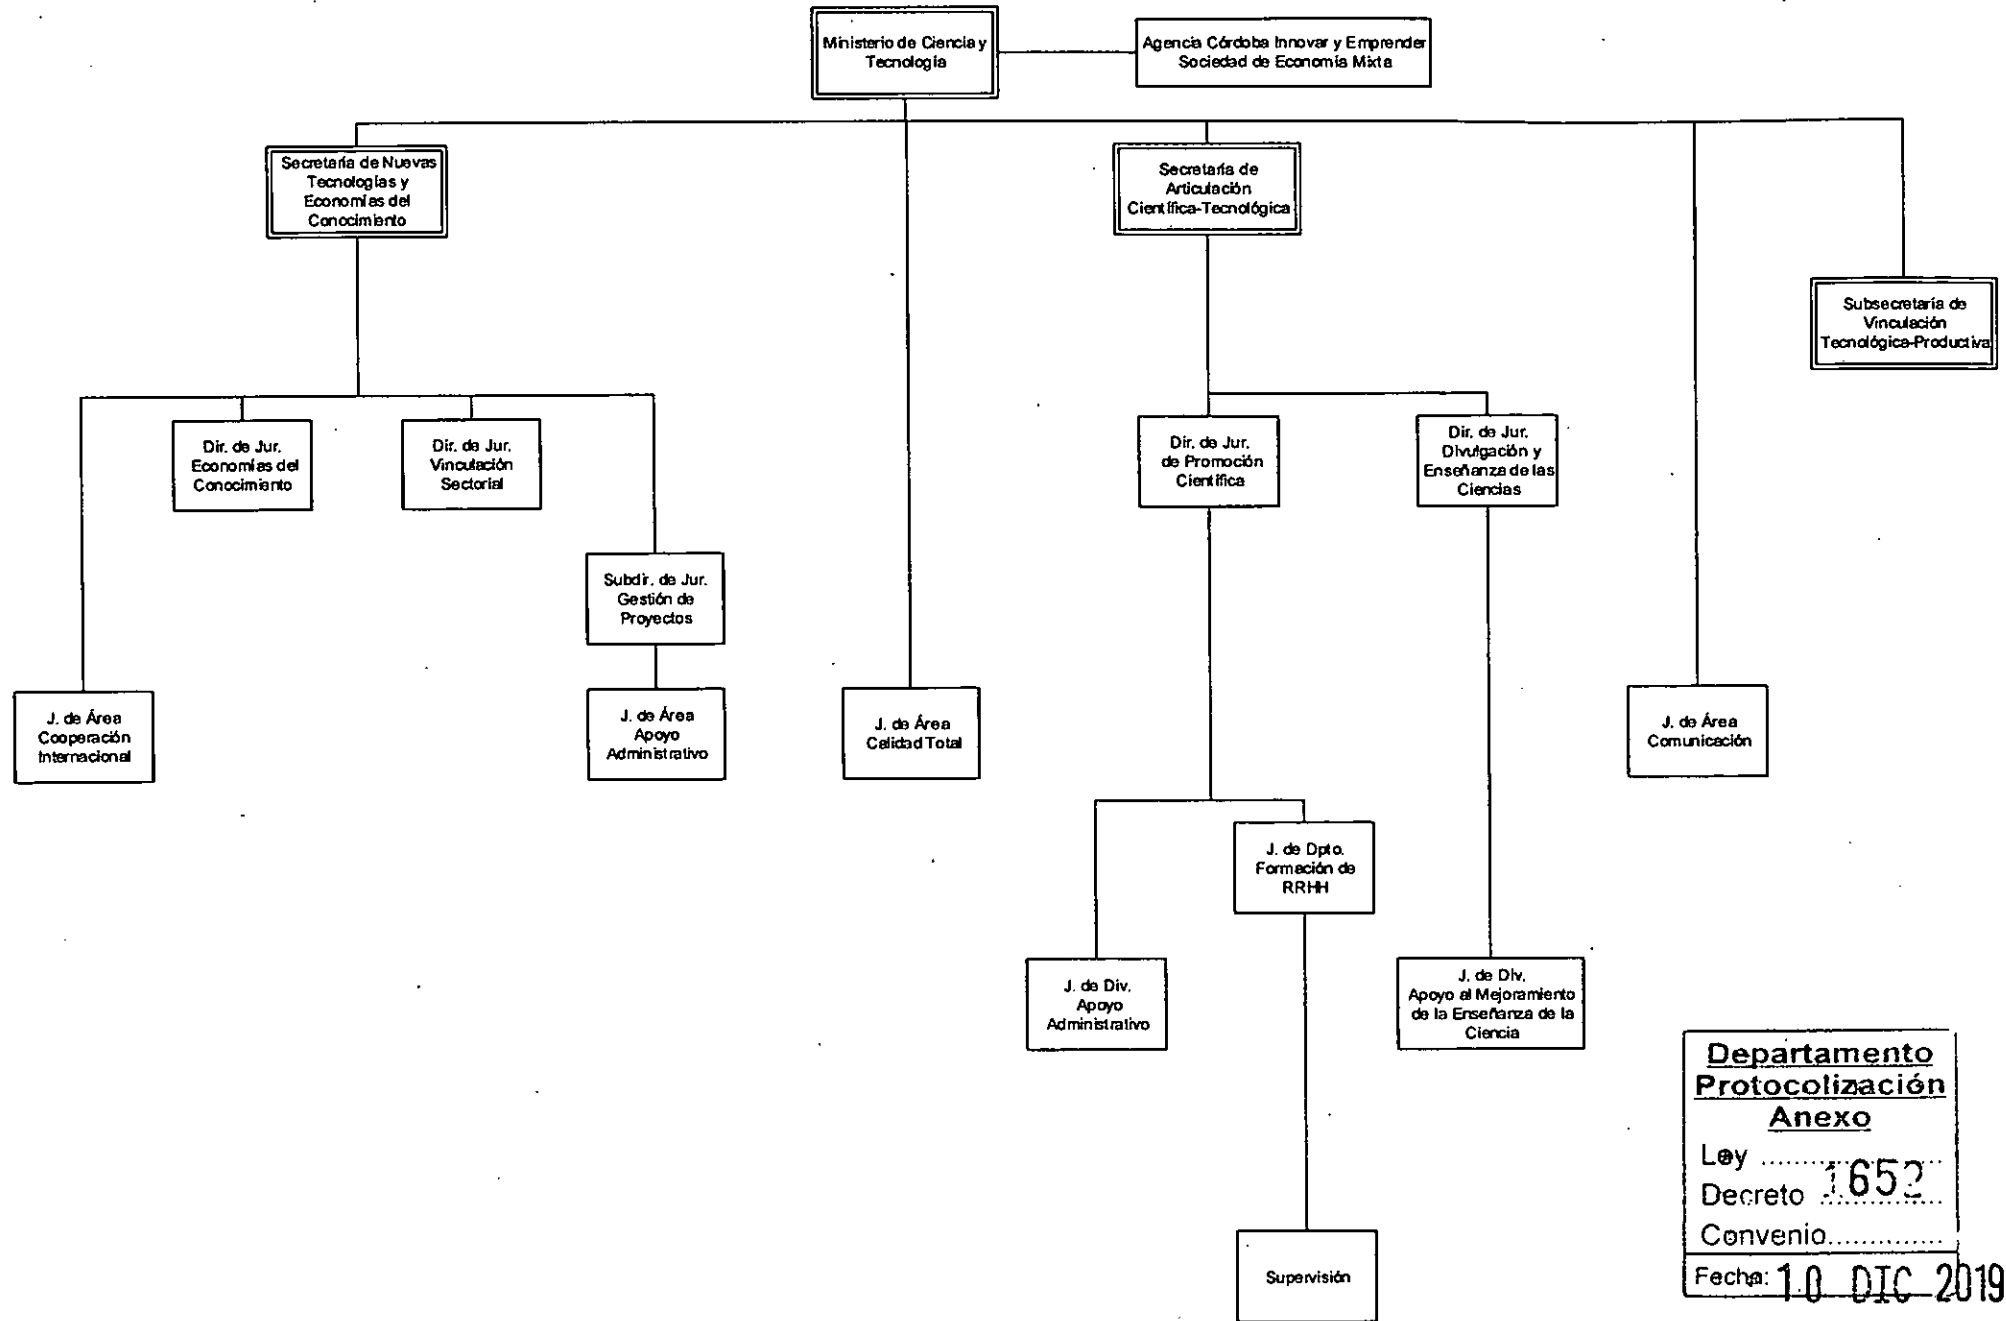 Ministerio de Ciencia y
Tecnología
Agencia Córdoba Innovar y Emprender
Sociedad de Economía Mixta
Secretaría de Nuevas
Tecnologías y
Economías del
Conocimiento
Secretaría de
Articulación
Científica-Tecnológica
Subsecretaría de
Vinculación
Tecnológica-Productiva
Dir. de Jur.
Economías del
Conocimiento
Dir. de Jur.
Vinculación
Sectorial
Dir. de Jur.
de Promoción
Científica
Dir. de Jur.
Divulgación y
Enseñanza de las
Ciencias
Subdir. de Jur.
Gestión de
Proyectos
J. de Área
Cooperación
Internacional
J. de Área
Apoyo
Administrativo
J. de Área
Calidad Total
J. de Área
Comunicación
J. de Dpto.
Formación de
RRHH
J. de Div.
Apoyo
Administrativo
J. de Div.
Apoyo al Mejoramiento
de la Enseñanza de la
Ciencia
Supervisión
Departamento
Protocolización
Anexo
Ley ....................
Decreto 1652
Convenio.............
Fecha: 10 DIC 2019